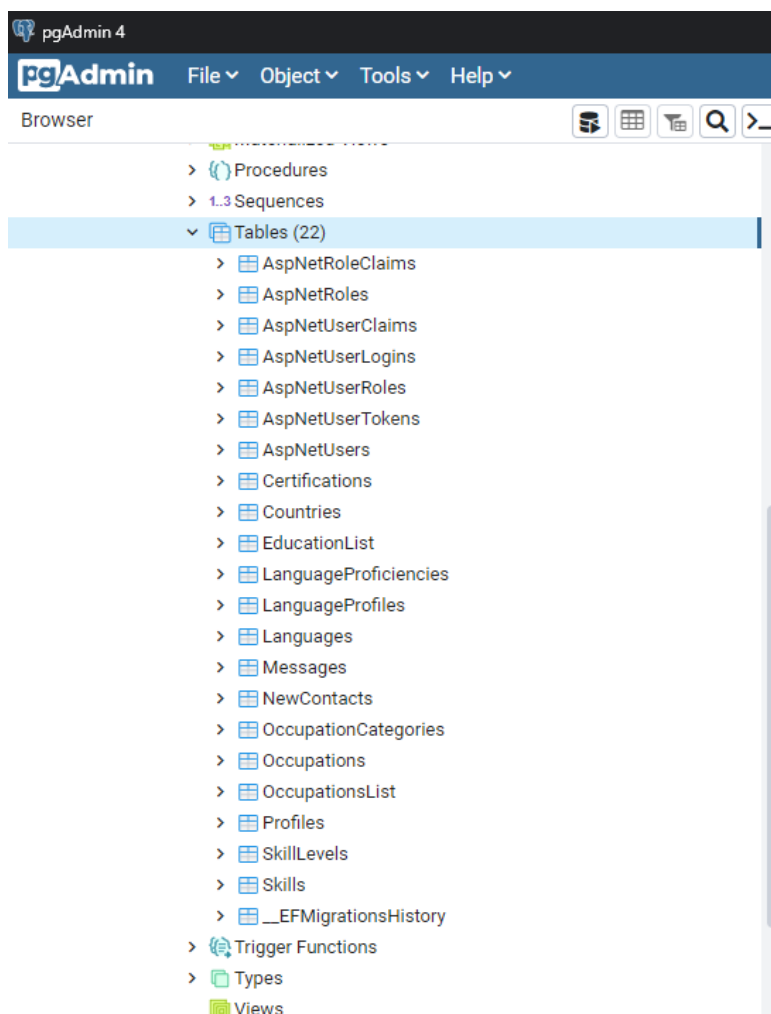 pgAdmin 4
pgAdmin File Object Tools Help
Browser
Materialized Views
Procedures
1..3 Sequences
Tables (22)
AspNetRoleClaims
AspNetRoles
AspNetUserClaims
AspNetUserLogins
AspNetUserRoles
AspNetUserTokens
AspNetUsers
Certifications
Countries
EducationList
LanguageProficiencies
LanguageProfiles
Languages
Messages
NewContacts
OccupationCategories
Occupations
OccupationsList
Profiles
SkillLevels
Skills
__EFMigrationsHistory
Trigger Functions
Types
Views